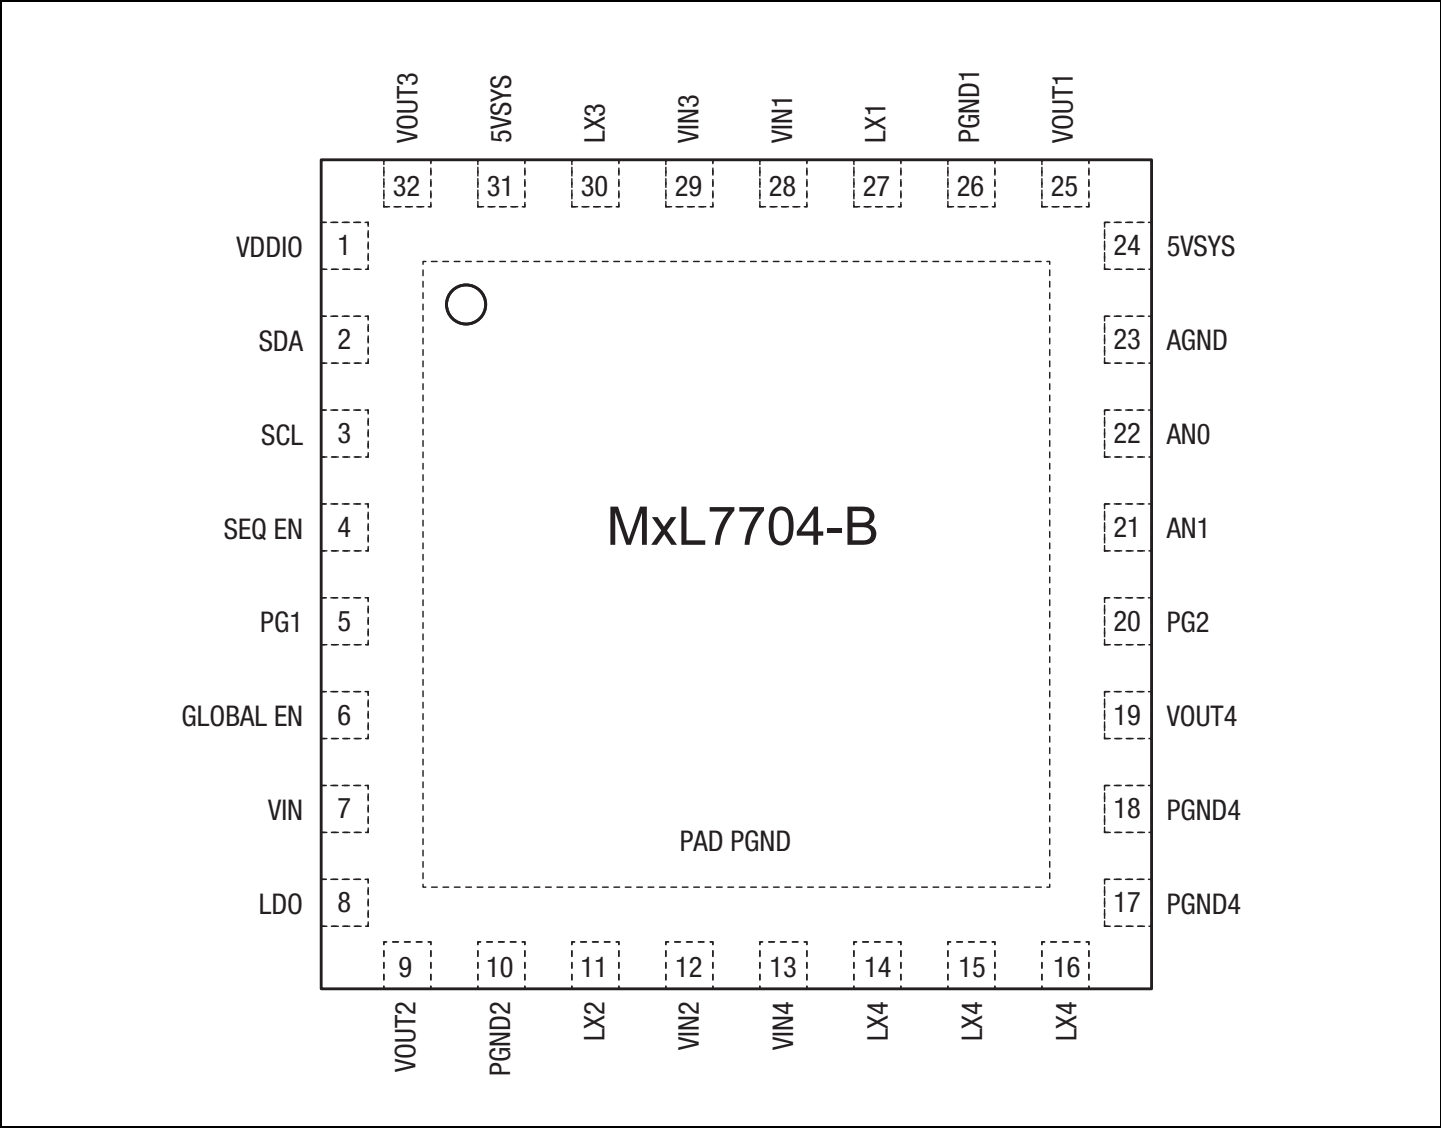 VOUT3 5VSYS LX3 VIN3 VIN1 LX1 PGND1 VOUT1
32 31 30 29 28 27 26 25
VDDIO 1 24 5VSYS
SDA 2 23 AGND
SCL 3 22 AN0
SEQ EN 4 21 AN1
MxL7704-B
PG1 5 20 PG2
GLOBAL EN 6 19 VOUT4
VIN 7 18 PGND4
PAD PGND
LDO 8 17 PGND4
9 10 11 12 13 14 15 16
VOUT2 PGND2 LX2 VIN2 VIN4 LX4 LX4 LX4